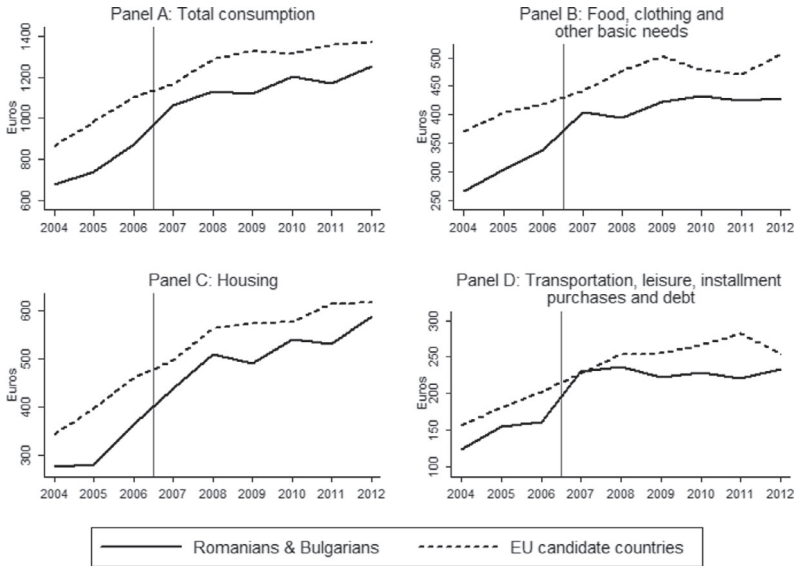 Panel A: Total consumption
Euros
1400
1200
1000
800
600
2004 2005 2006 2007 2008 2009 2010 2011 2012
Panel B: Food, clothing and
other basic needs
Euros
500
450
400
350
300
250
2004 2005 2006 2007 2008 2009 2010 2011 2012
Panel C: Housing
Euros
600
500
400
300
2004 2005 2006 2007 2008 2009 2010 2011 2012
Panel D: Transportation, leisure, installment
purchases and debt
Euros
300
250
200
150
100
2004 2005 2006 2007 2008 2009 2010 2011 2012
Romanians & Bulgarians
EU candidate countries